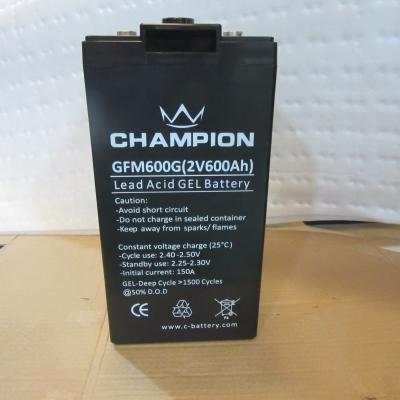 CHAMPION
GFM600G(2V600Ah)
Lead Acid GEL Battery
Caution:
-Avoid short circuit
-Do not charge in sealed container
-Keep away from sparks/ flames
Constant voltage charge (25°C)
-Cycle use: 2.40 -2.50V
-Standby use: 2.25-2.30V
-Initial current: 150A
GEL-Deep Cycle >1500 Cycles
@50% D.O.D
CE
Pb
www.c-battery.com